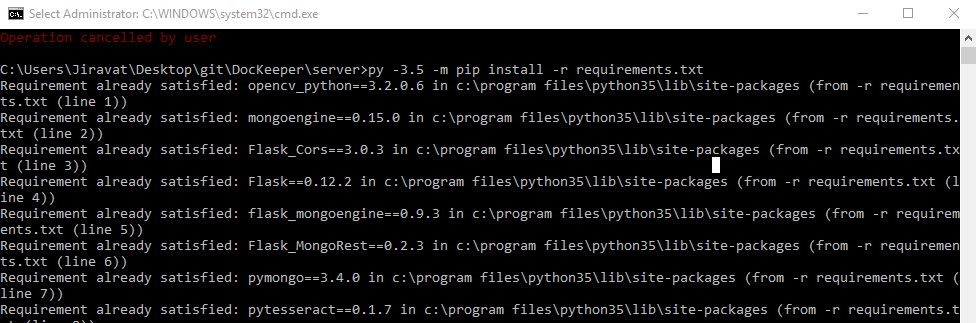 Select Administrator: C:\WINDOWS\system32\cmd.exe
Operation cancelled by user
C:\Users\Jiravat\Desktop\git\DocKeeper\server>py -3.5 -m pip install -r requirements.txt
Requirement already satisfied: opencv_python==3.2.0.6 in c:\program files\python35\lib\site-packages (from -r requiremen
ts.txt (line 1))
Requirement already satisfied: mongoengine==0.15.0 in c:\program files\python35\lib\site-packages (from -r requirements.
txt (line 2))
Requirement already satisfied: Flask_Cors==3.0.3 in c:\program files\python35\lib\site-packages (from -r requirements.tx
t (line 3))
Requirement already satisfied: Flask==0.12.2 in c:\program files\python35\lib\site-packages (from -r requirements.txt (l
ine 4))
Requirement already satisfied: flask_mongoengine==0.9.3 in c:\program files\python35\lib\site-packages (from -r requirem
ents.txt (line 5))
Requirement already satisfied: Flask_MongoRest==0.2.3 in c:\program files\python35\lib\site-packages (from -r requiremen
ts.txt (line 6))
Requirement already satisfied: pymongo==3.4.0 in c:\program files\python35\lib\site-packages (from -r requirements.txt (
line 7))
Requirement already satisfied: pytesseract==0.1.7 in c:\program files\python35\lib\site-packages (from -r requirements.t